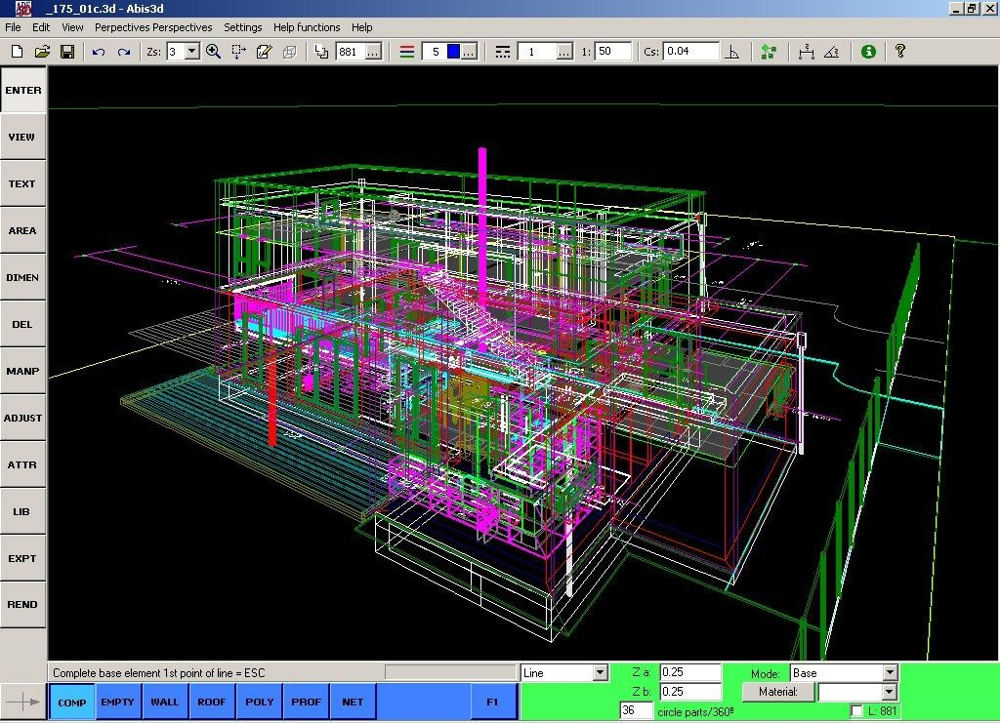 _175_01c.3d - Abis3d
File Edit View Perpectives Perspectives Settings Help functions Help
Zs: 3 881 ... 5 ... 1 ... 1: 50 Cs: 0.04
ENTER
VIEW
TEXT
AREA
DIMEN
DEL
MANP
ADJUST
ATTR
LIB
EXPT
REND
Complete base element 1st point of line = ESC
Line
Z a: 0.25
Mode: Base
Z b: 0.25
Material:
36 circle parts/360º
L: 881
COMP EMPTY WALL ROOF POLY PROF NET F1